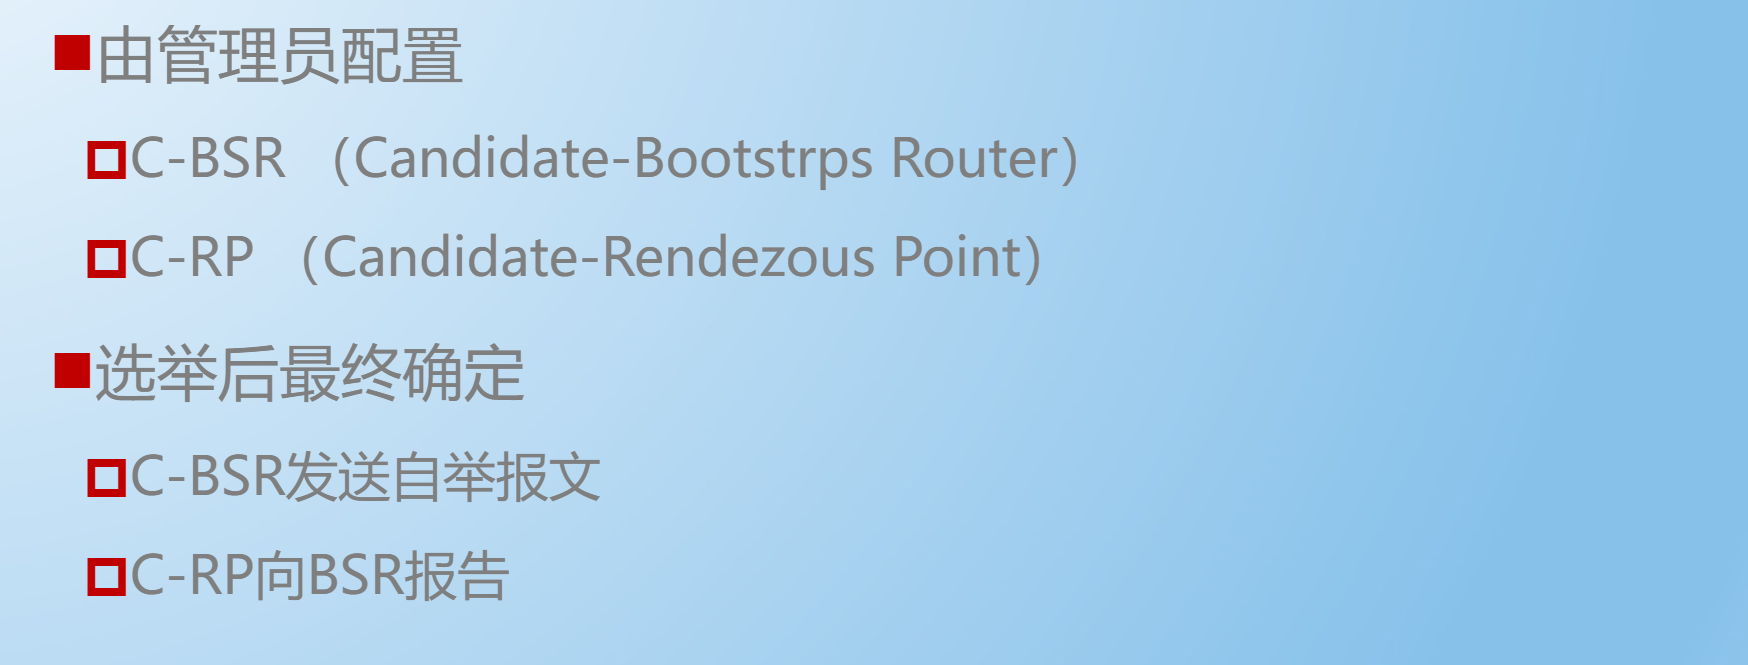 由管理员配置
C-BSR （Candidate-Bootstrps Router）
C-RP （Candidate-Rendezous Point）
选举后最终确定
C-BSR发送自举报文
C-RP向BSR报告